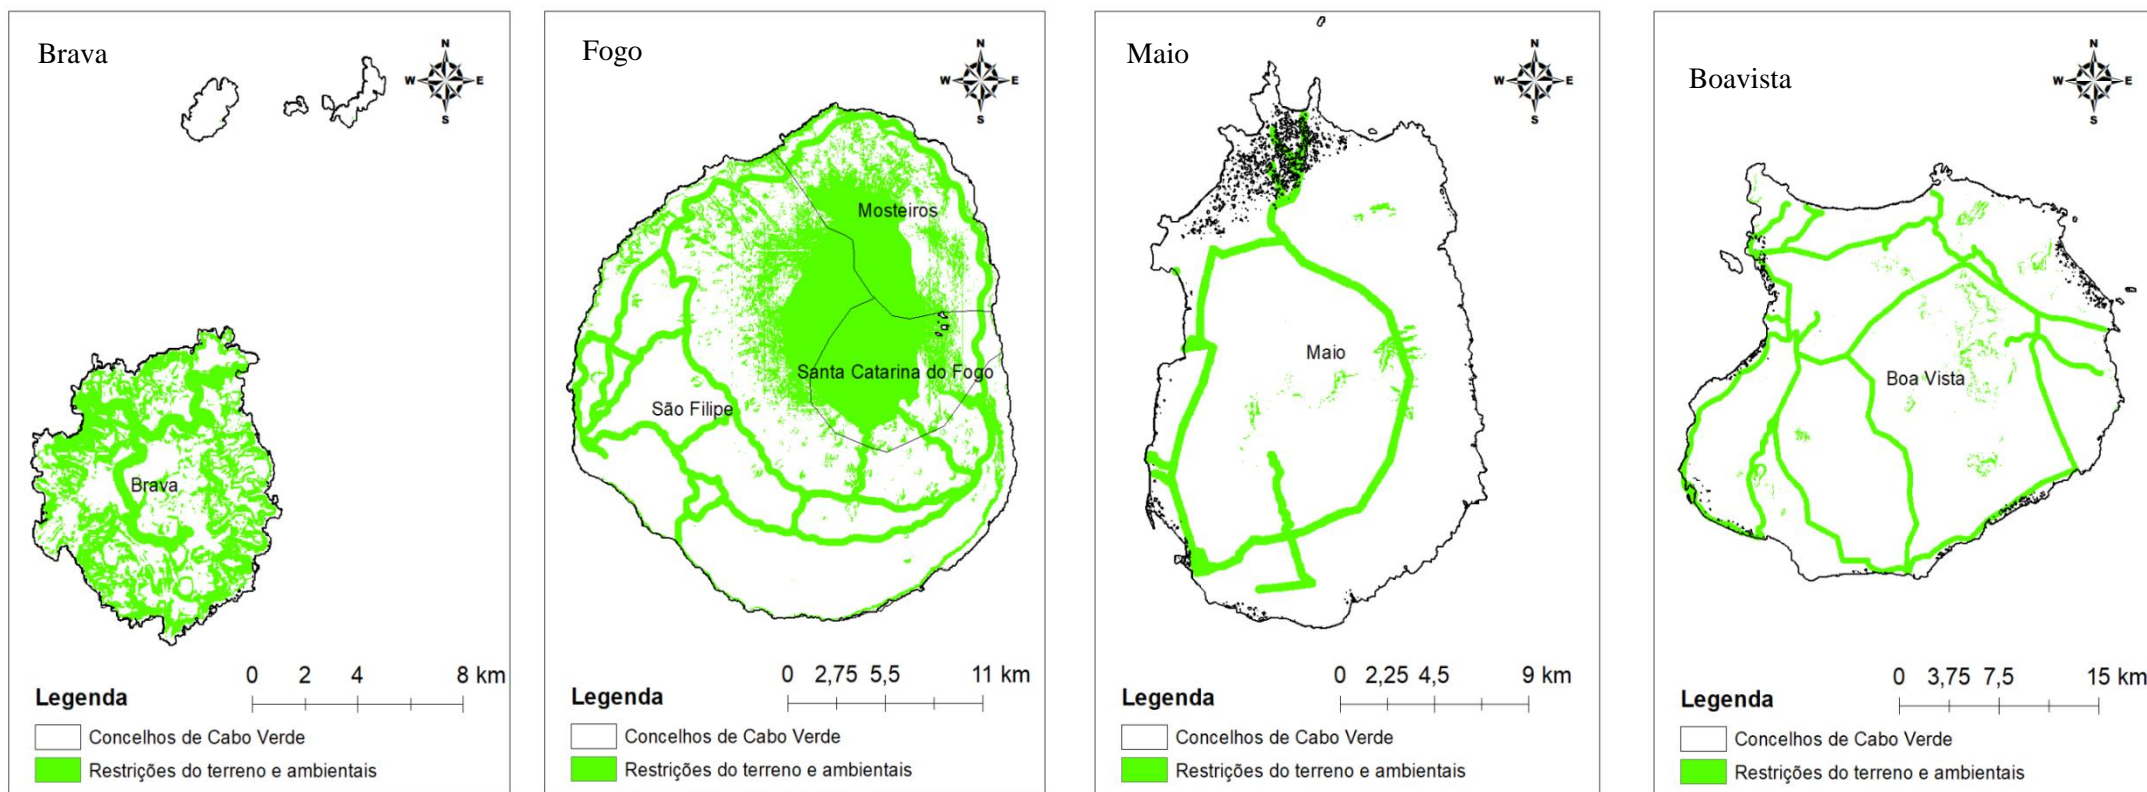 Brava
N
W E
S
Brava
0 2 4 8 km
Legenda
Concelhos de Cabo Verde
Restrições do terreno e ambientais
Fogo
N
W E
S
Mosteiros
Santa Catarina do Fogo
São Filipe
0 2,75 5,5 11 km
Legenda
Concelhos de Cabo Verde
Restrições do terreno e ambientais
Maio
N
W E
S
Maio
0 2,25 4,5 9 km
Legenda
Concelhos de Cabo Verde
Restrições do terreno e ambientais
Boavista
N
W E
S
Boa Vista
0 3,75 7,5 15 km
Legenda
Concelhos de Cabo Verde
Restrições do terreno e ambientais